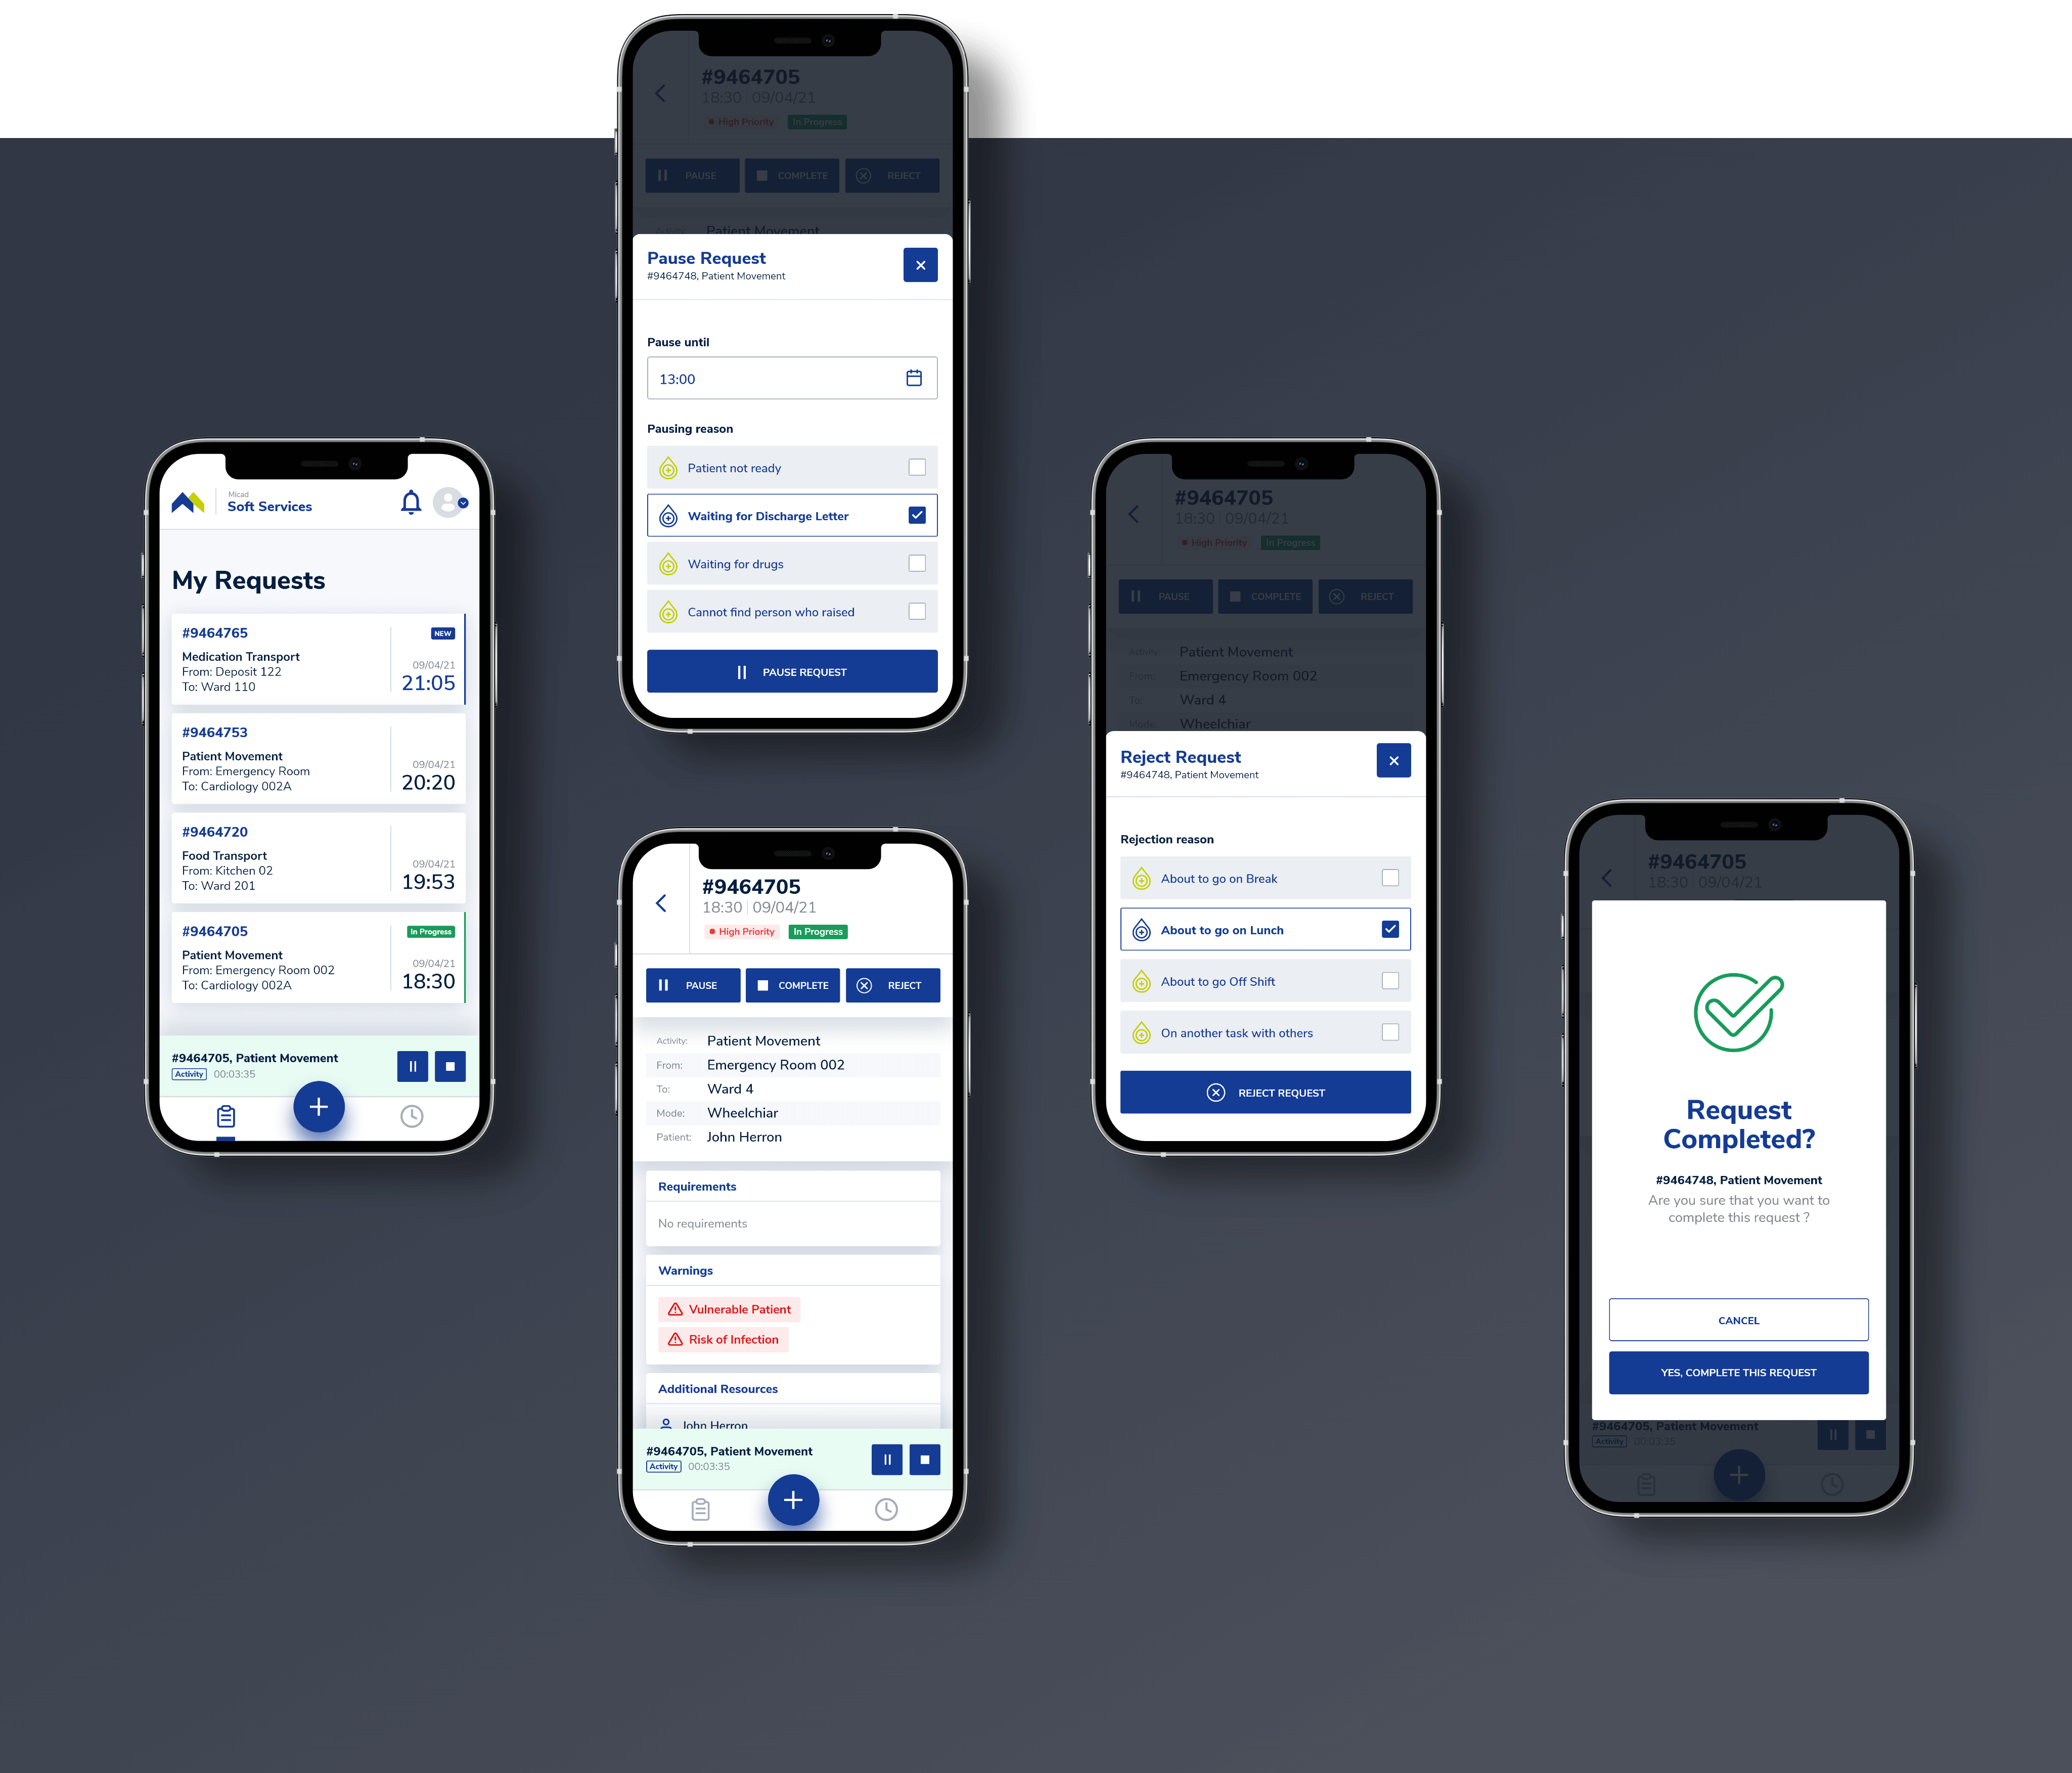 Micad
Soft Services
My Requests
#9464765
NEW
Medication Transport
From: Deposit 122
To: Ward 110
09/04/21
21:05
#9464753
Patient Movement
From: Emergency Room
To: Cardiology 002A
09/04/21
20:20
#9464720
Food Transport
From: Kitchen 02
To: Ward 201
09/04/21
19:53
#9464705
In Progress
Patient Movement
From: Emergency Room 002
To: Cardiology 002A
09/04/21
18:30
#9464705, Patient Movement
Activity 00:03:35
#9464705
18:30 09/04/21
High Priority In Progress
PAUSE COMPLETE REJECT
Activity: Patient Movement
Pause Request
#9464748, Patient Movement
Pause until
13:00
Pausing reason
Patient not ready
Waiting for Discharge Letter
Waiting for drugs
Cannot find person who raised
PAUSE REQUEST
#9464705
18:30 09/04/21
High Priority In Progress
PAUSE COMPLETE REJECT
Activity: Patient Movement
From: Emergency Room 002
To: Ward 4
Mode: Wheelchiar
Patient: John Herron
Requirements
No requirements
Warnings
Vulnerable Patient
Risk of Infection
Additional Resources
John Herron
#9464705, Patient Movement
Activity 00:03:35
#9464705
18:30 09/04/21
High Priority In Progress
PAUSE COMPLETE REJECT
Activity: Patient Movement
From: Emergency Room 002
To: Ward 4
Mode: Wheelchiar
Reject Request
#9464748, Patient Movement
Rejection reason
About to go on Break
About to go on Lunch
About to go Off Shift
On another task with others
REJECT REQUEST
#9464705
18:30 09/04/21
Request
Completed?
#9464748, Patient Movement
Are you sure that you want to
complete this request ?
CANCEL
YES, COMPLETE THIS REQUEST
#9464705, Patient Movement
Activity 00:03:35